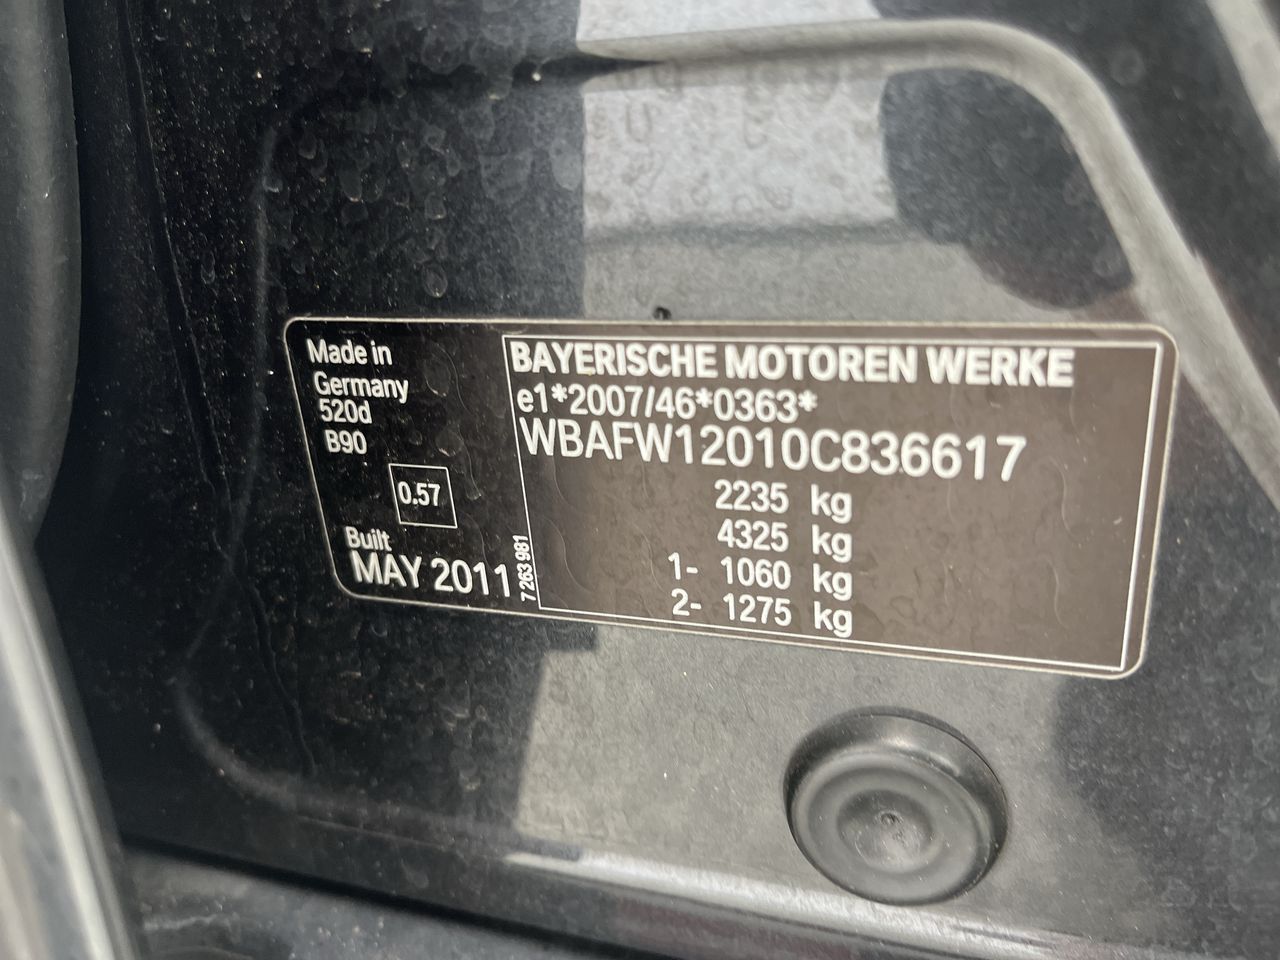 Made in
Germany
520d
B90
0.57
Built
MAY 2011
7 263 981
BAYERISCHE MOTOREN WERKE
e1*2007/46*0363*
WBAFW12010C836617
2235 kg
4325 kg
1- 1060 kg
2- 1275 kg